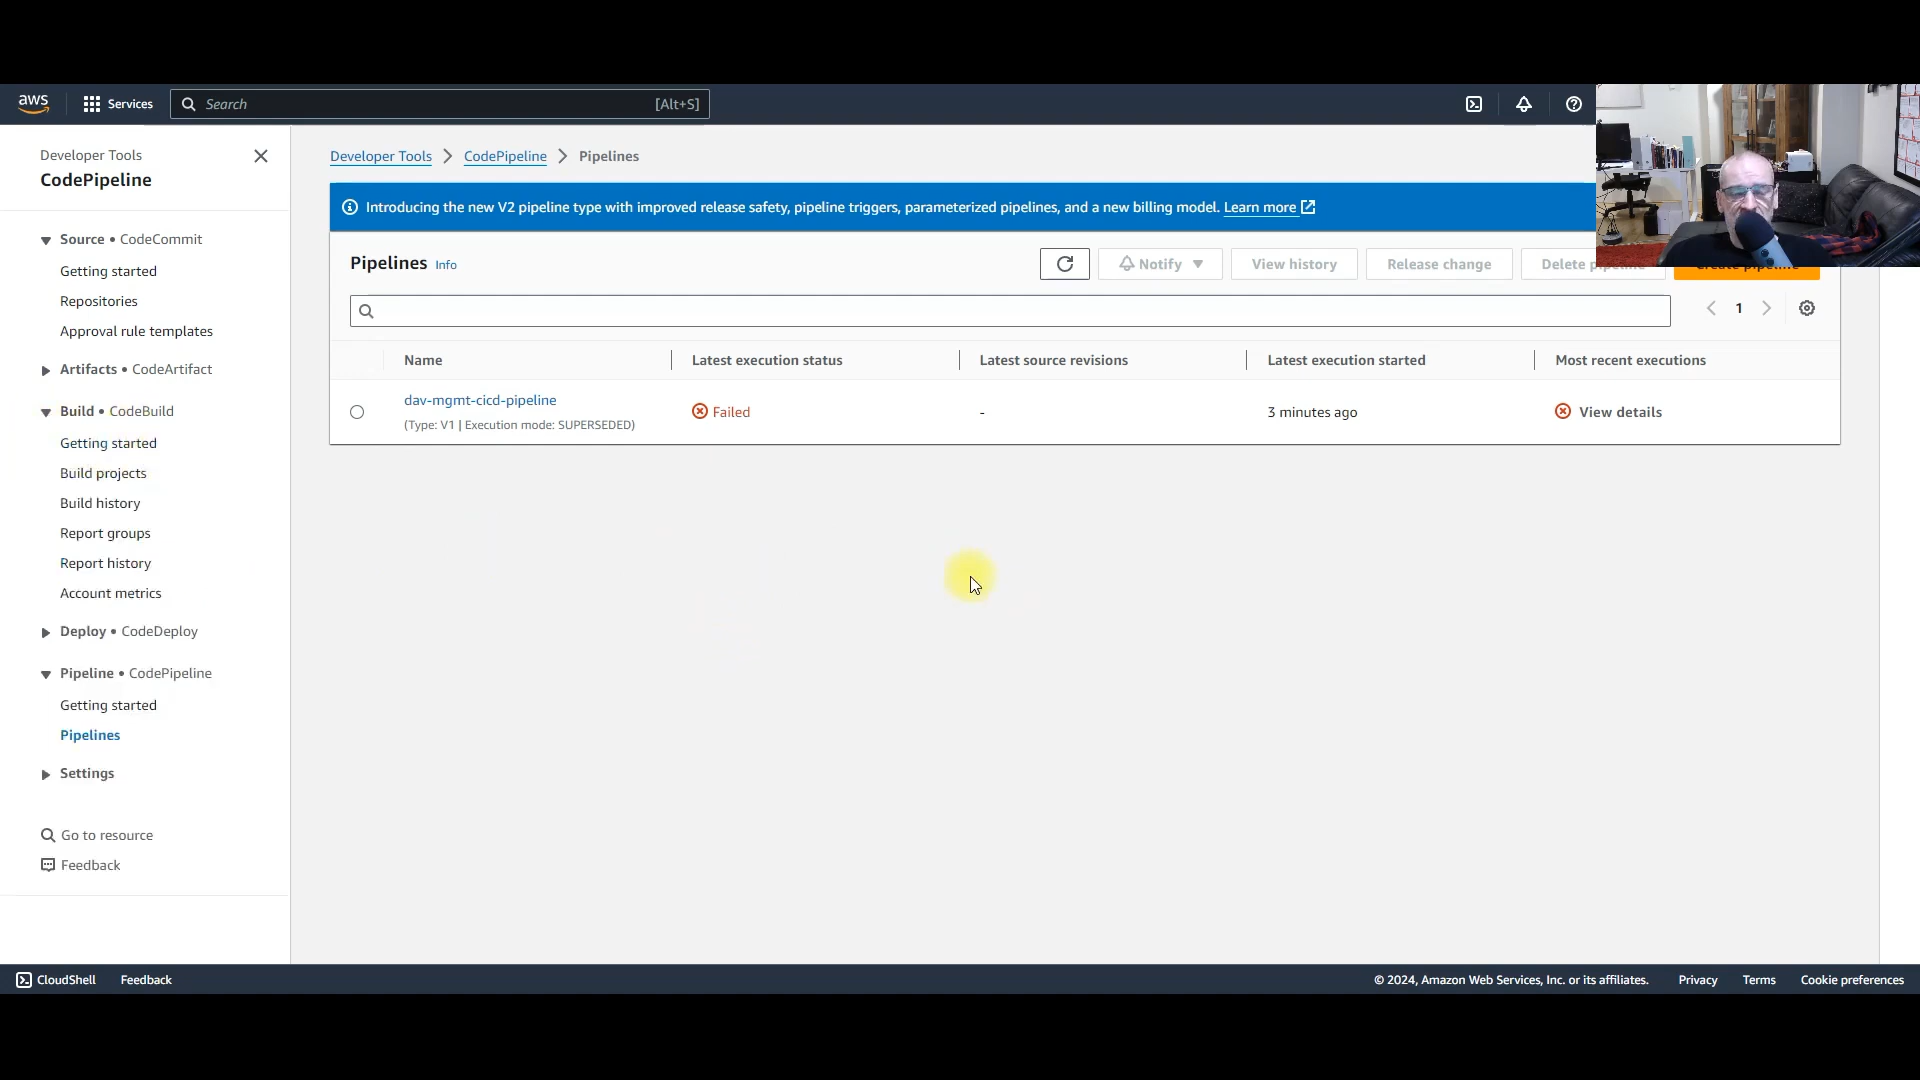 aws
Services
Search
[Alt+S]
Developer Tools
CodePipeline
Source • CodeCommit
Getting started
Repositories
Approval rule templates
Artifacts • CodeArtifact
Build • CodeBuild
Getting started
Build projects
Build history
Report groups
Report history
Account metrics
Deploy • CodeDeploy
Pipeline • CodePipeline
Getting started
Pipelines
Settings
Go to resource
Feedback
Developer Tools > CodePipeline > Pipelines
Introducing the new V2 pipeline type with improved release safety, pipeline triggers, parameterized pipelines, and a new billing model. Learn more
Pipelines Info
Notify
View history
Release change
Delete pipeline
Create pipeline
1
Name
Latest execution status
Latest source revisions
Latest execution started
Most recent executions
dav-mgmt-cicd-pipeline
(Type: V1 | Execution mode: SUPERSEDED)
Failed
-
3 minutes ago
View details
CloudShell
Feedback
© 2024, Amazon Web Services, Inc. or its affiliates.
Privacy
Terms
Cookie preferences